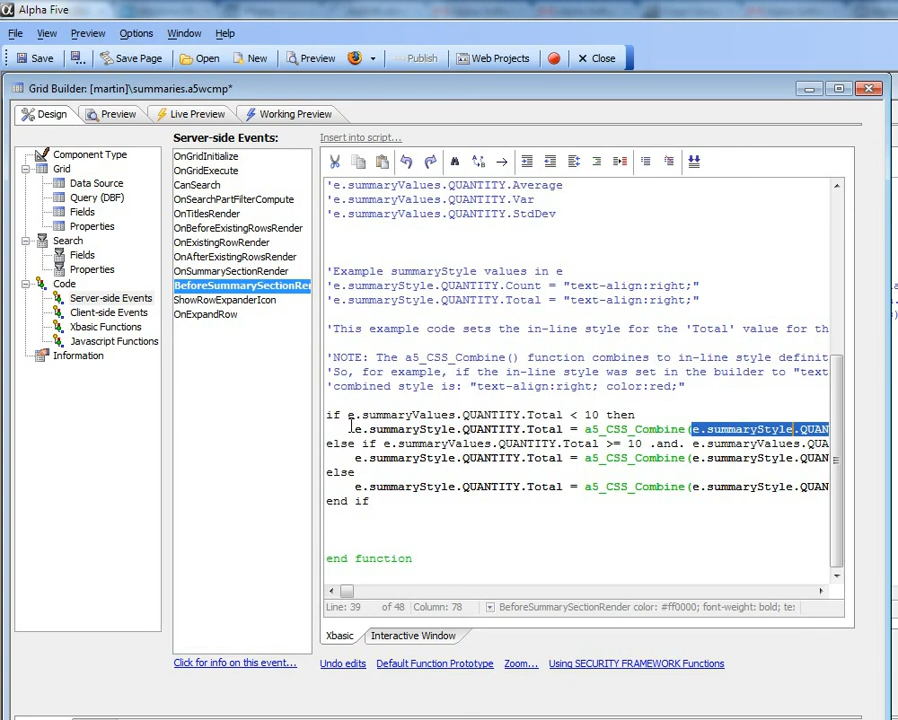 Alpha Five
File View Preview Options Window Help
Save Save Page Open New Preview Publish Web Projects Close
Grid Builder: [martin]\summaries.a5wcmp*
Design Preview Live Preview Working Preview
Component Type
Grid
Data Source
Query (DBF)
Fields
Properties
Search
Fields
Properties
Code
Server-side Events
Client-side Events
Xbasic Functions
Javascript Functions
Information
Server-side Events:
OnGridInitialize
OnGridExecute
CanSearch
OnSearchPartFilterCompute
OnTitlesRender
OnBeforeExistingRowsRender
OnExistingRowRender
OnAfterExistingRowsRender
OnSummarySectionRender
BeforeSummarySectionRen
ShowRowExpanderIcon
OnExpandRow
Click for info on this event...
Insert into script...
'e.summaryValues.QUANTITY.Average
'e.summaryValues.QUANTITY.Var
'e.summaryValues.QUANTITY.StdDev
'Example summaryStyle values in e
'e.summaryStyle.QUANTITY.Count = "text-align:right;"
'e.summaryStyle.QUANTITY.Total = "text-align:right;"
'This example code sets the in-line style for the 'Total' value for th
'NOTE: The a5_CSS_Combine() function combines to in-line style definit
'So, for example, if the in-line style was set in the builder to "text
'combined style is: "text-align:right; color:red;"
if e.summaryValues.QUANTITY.Total < 10 then
e.summaryStyle.QUANTITY.Total = a5_CSS_Combine(e.summaryStyle.QUAN
else if e.summaryValues.QUANTITY.Total >= 10 .and. e.summaryValues.QUA
e.summaryStyle.QUANTITY.Total = a5_CSS_Combine(e.summaryStyle.QUAN
else
e.summaryStyle.QUANTITY.Total = a5_CSS_Combine(e.summaryStyle.QUAN
end if
end function
Line: 39 of 48 Column: 78 BeforeSummarySectionRender color: #ff0000; font-weight: bold; te:
Xbasic Interactive Window
Undo edits Default Function Prototype Zoom... Using SECURITY FRAMEWORK Functions